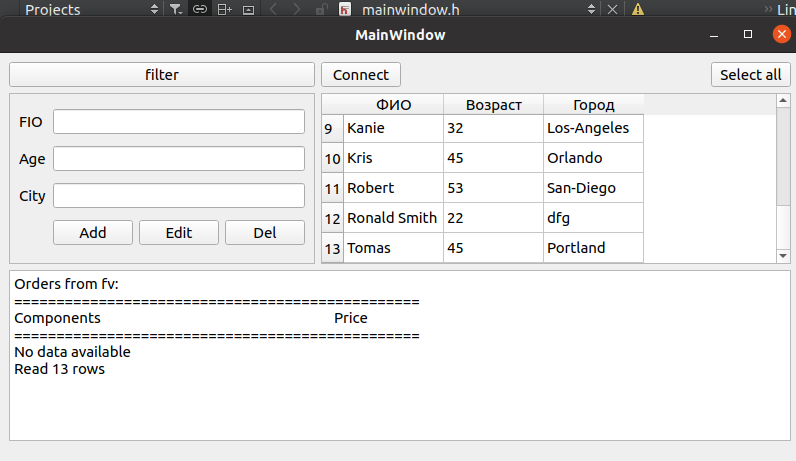 Projects mainwindow.h Lin
MainWindow
filter Connect Select all
ФИО Возраст Город
FIO
Age
City
Add Edit Del
9 Kanie 32 Los-Angeles
10 Kris 45 Orlando
11 Robert 53 San-Diego
12 Ronald Smith 22 dfg
13 Tomas 45 Portland
Orders from fv:
================================================
Components Price
================================================
No data available
Read 13 rows